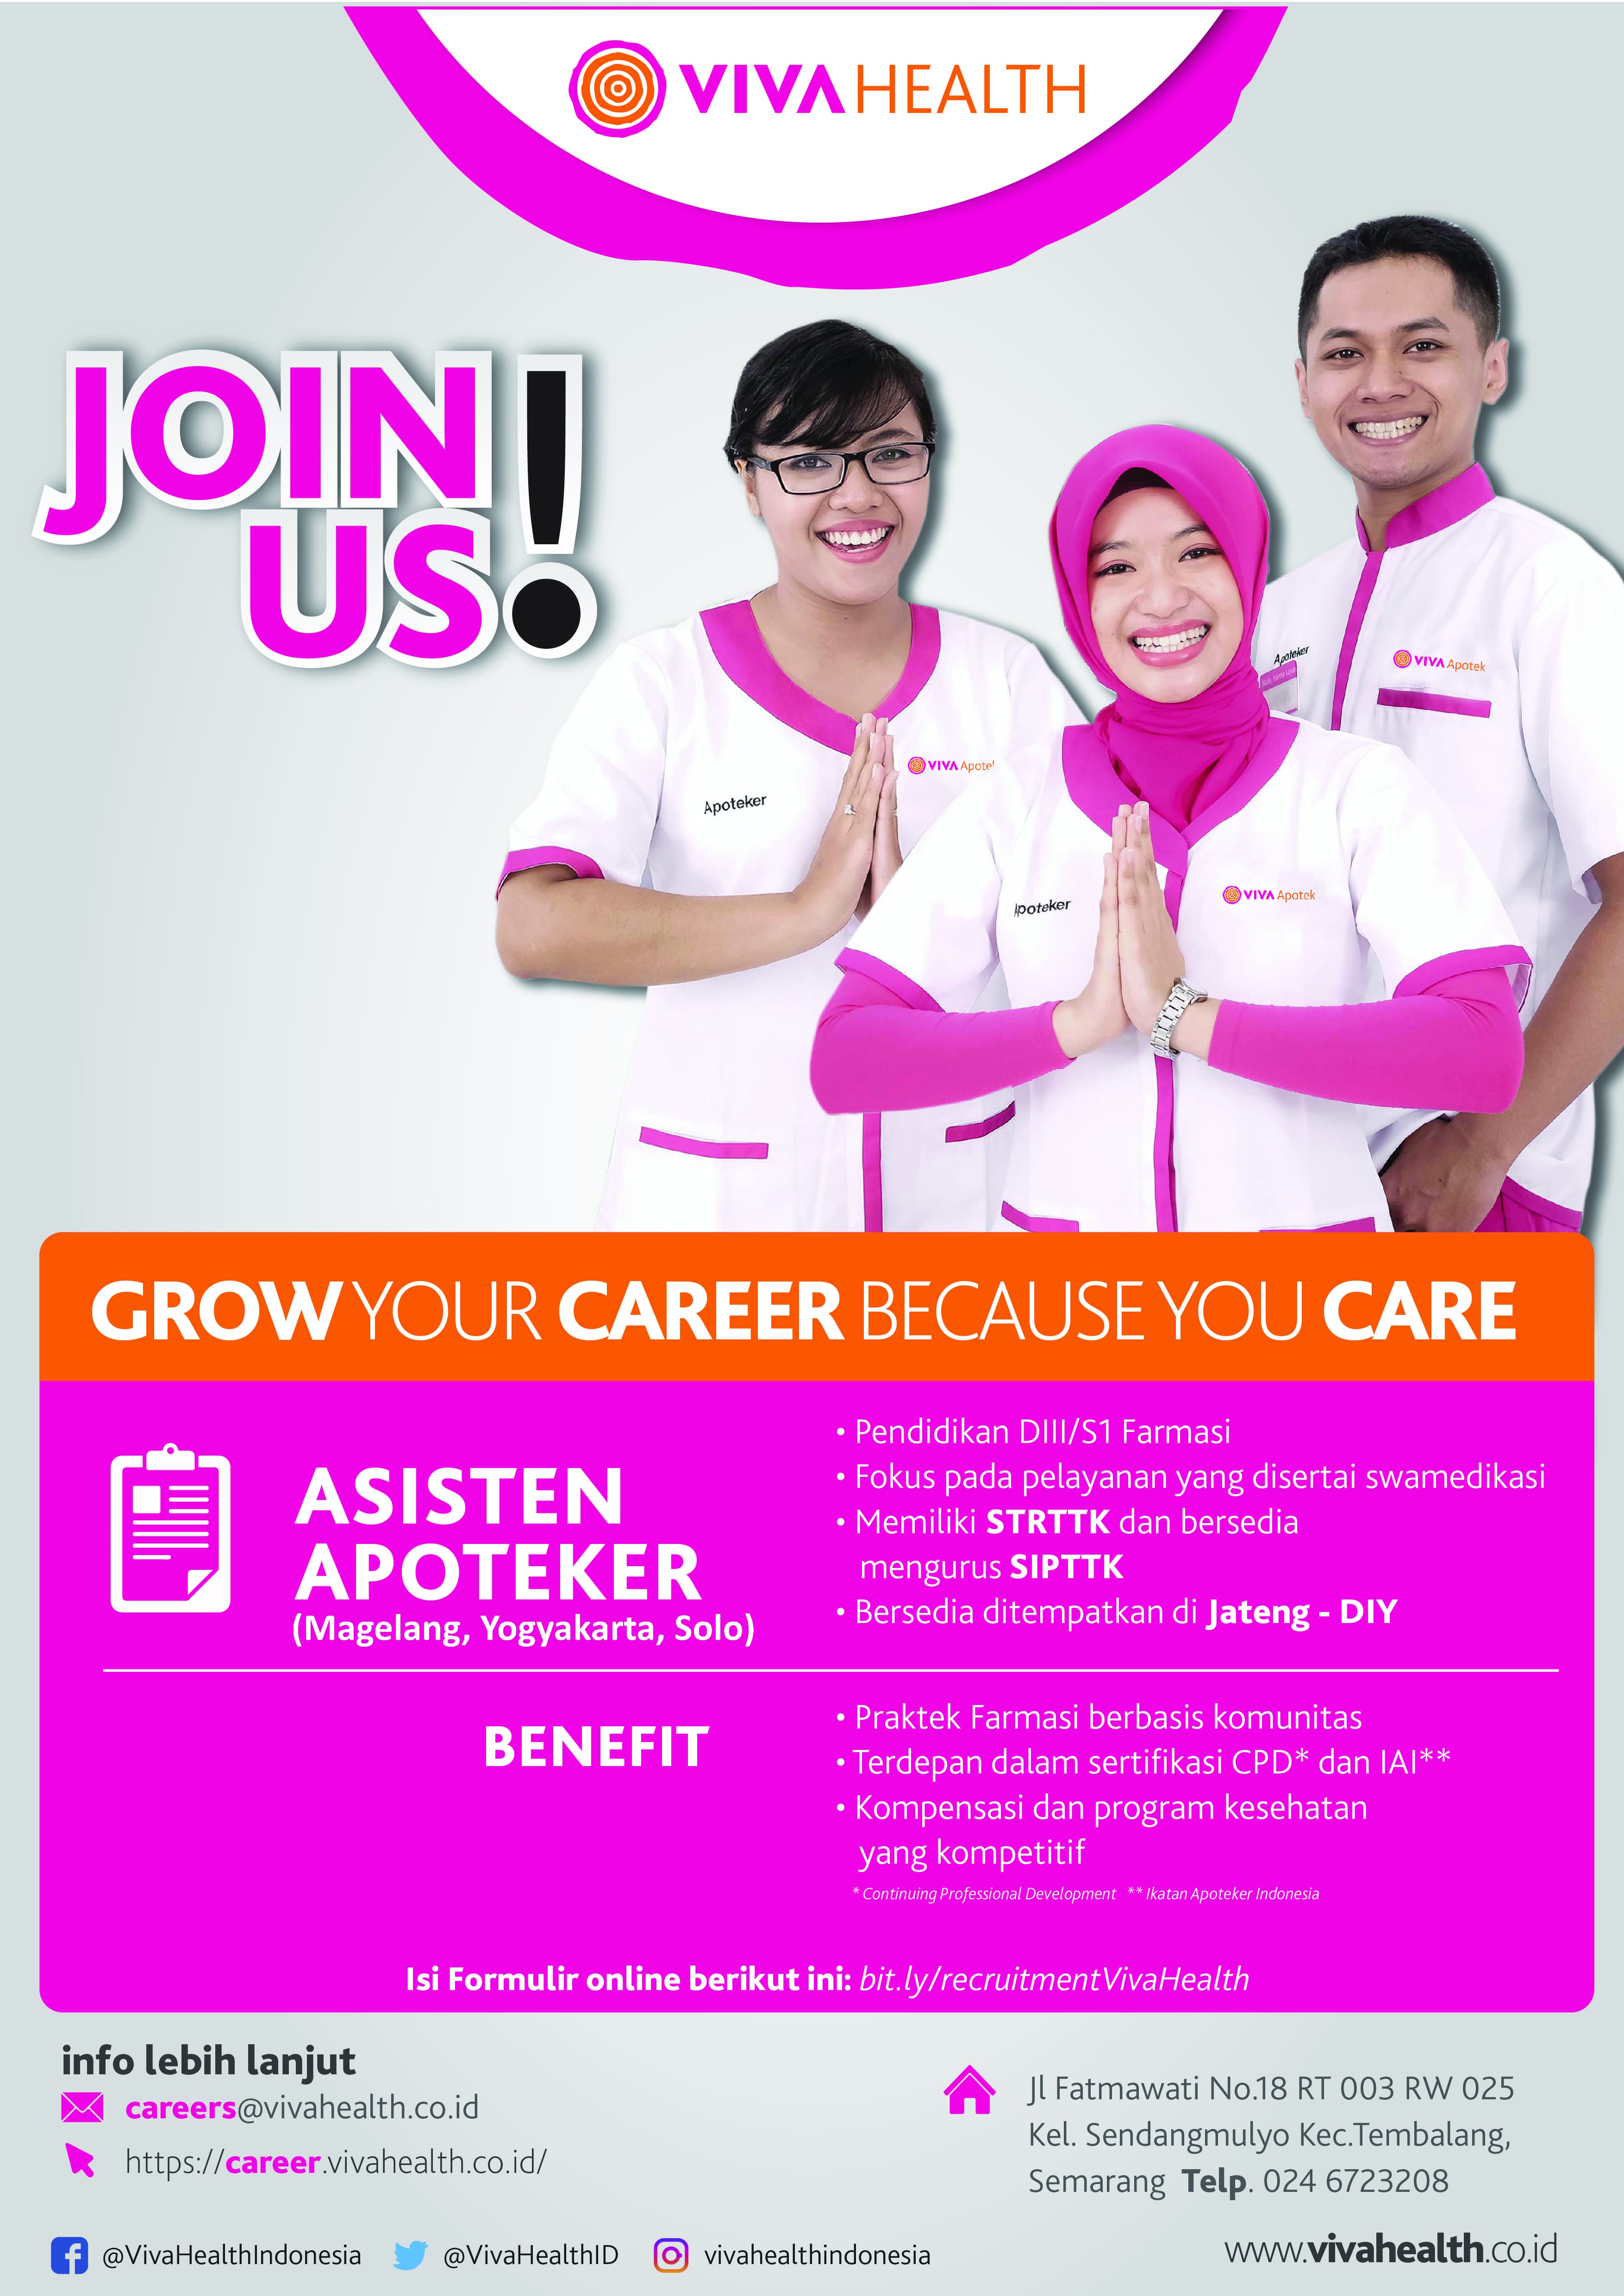 VIVA HEALTH
JOIN
US!
Apoteker
VIVA Apotek
Apoteker
VIVA Apotek
VIVA Apotek
GROW YOUR CAREER BECAUSE YOU CARE
ASISTEN
APOTEKER
(Magelang, Yogyakarta, Solo)
• Pendidikan DIII/S1 Farmasi
• Fokus pada pelayanan yang disertai swamedikasi
• Memiliki STRTTK dan bersedia
mengurus SIPTTK
• Bersedia ditempatkan di Jateng - DIY
BENEFIT
• Praktek Farmasi berbasis komunitas
• Terdepan dalam sertifikasi CPD* dan IAI**
• Kompensasi dan program kesehatan
yang kompetitif
* Continuing Professional Development ** Ikatan Apoteker Indonesia
Isi Formulir online berikut ini: bit.ly/recruitmentVivaHealth
info lebih lanjut
careers@vivahealth.co.id
https://career.vivahealth.co.id/
Jl Fatmawati No.18 RT 003 RW 025
Kel. Sendangmulyo Kec.Tembalang,
Semarang Telp. 024 6723208
@VivaHealthIndonesia
@VivaHealthID
vivahealthindonesia
www.vivahealth.co.id